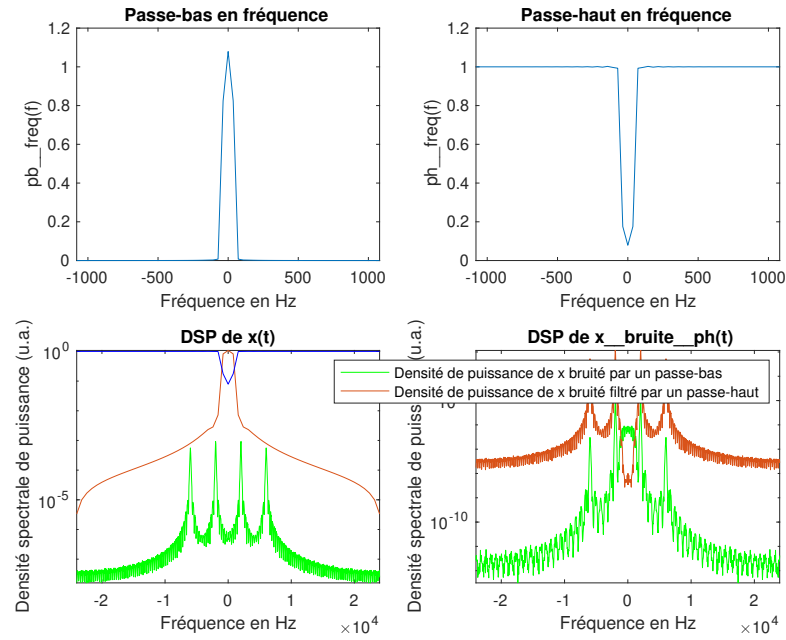 Passe-bas en fréquence
1.2
1
0.8
0.6
0.4
0.2
0
pb__freq(f)
-1000 -500 0 500 1000
Fréquence en Hz
Passe-haut en fréquence
1.2
1
0.8
0.6
0.4
0.2
0
ph__freq(f)
-1000 -500 0 500 1000
Fréquence en Hz
DSP de x(t)
Densité spectrale de puissance (u.a.)
10^0
10^-5
-2 -1 0 1 2
×10^4
Fréquence en Hz
DSP de x__bruite__ph(t)
Densité spectrale de puissance (u.a.)
Densité de puissance de x bruité par un passe-bas
Densité de puissance de x bruité filtré par un passe-haut
10^-10
-2 -1 0 1 2
×10^4
Fréquence en Hz